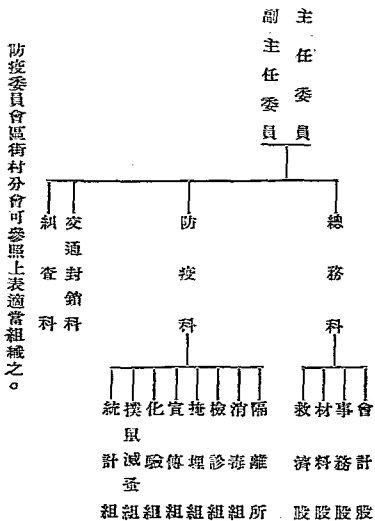 主任委員
副主任委員
總務科
防疫科
交通封鎖科
糾查科
會計股
事務股
材料股
救濟股
隔離所
消毒組
檢診組
掩埋組
宣傳組
化驗組
撲鼠滅蚤組
統計組
防疫委員會區街村分會可參照上表適當組織之。